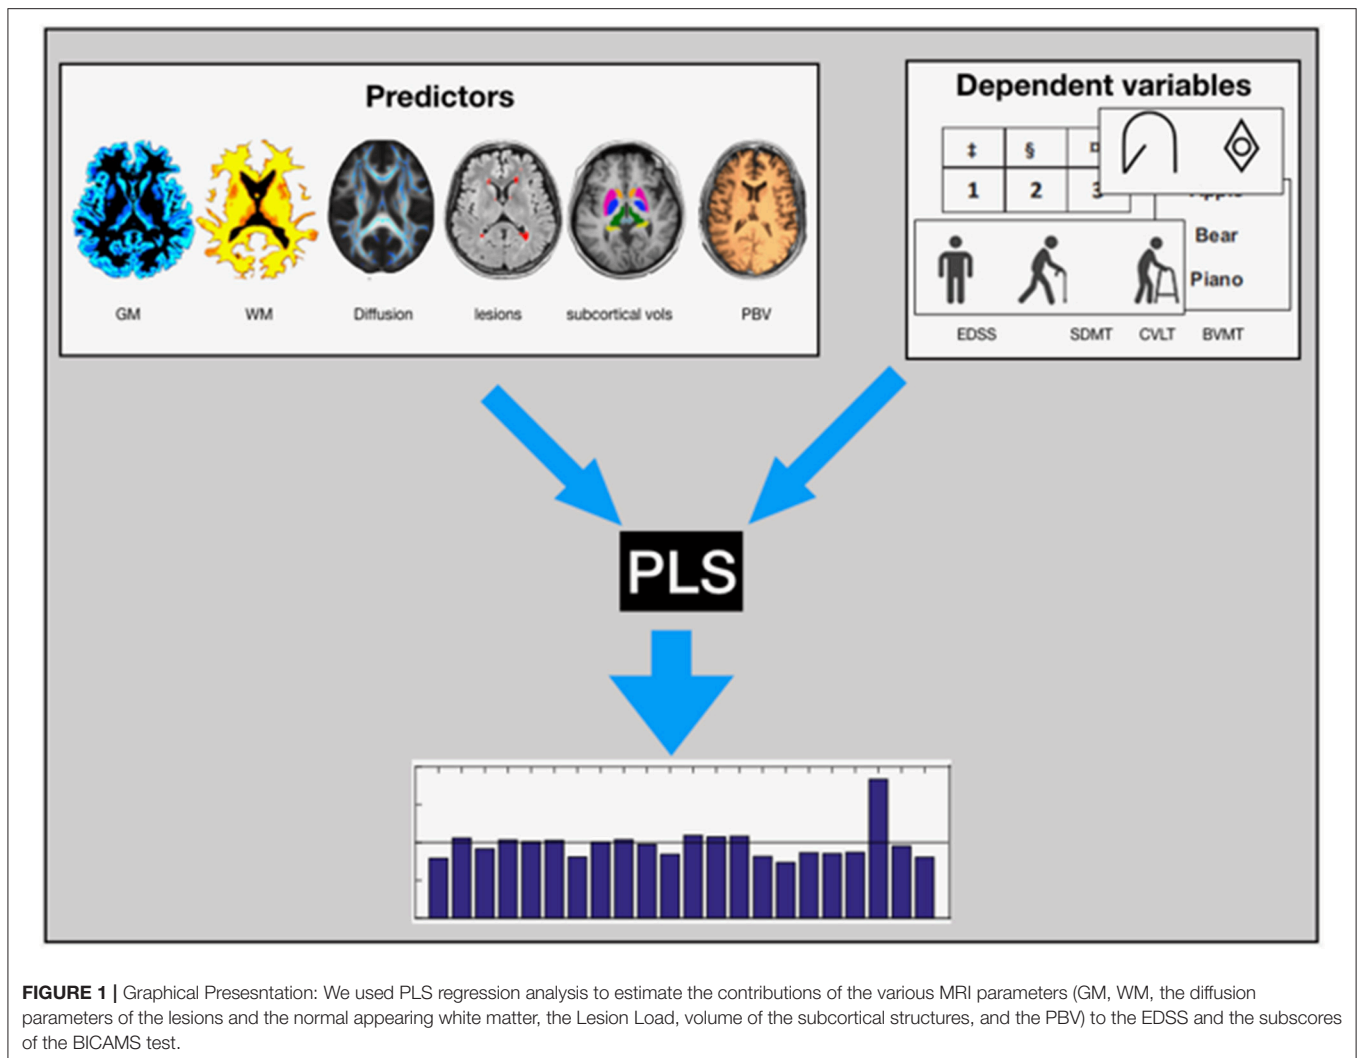 Predictors
GM WM Diffusion lesions subcortical vols PBV
Dependent variables
‡ § ¤
1 2 3
Bear
Piano
EDSS SDMT CVLT BVMT
PLS
FIGURE 1 | Graphical Presesntation: We used PLS regression analysis to estimate the contributions of the various MRI parameters (GM, WM, the diffusion
parameters of the lesions and the normal appearing white matter, the Lesion Load, volume of the subcortical structures, and the PBV) to the EDSS and the subscores
of the BICAMS test.